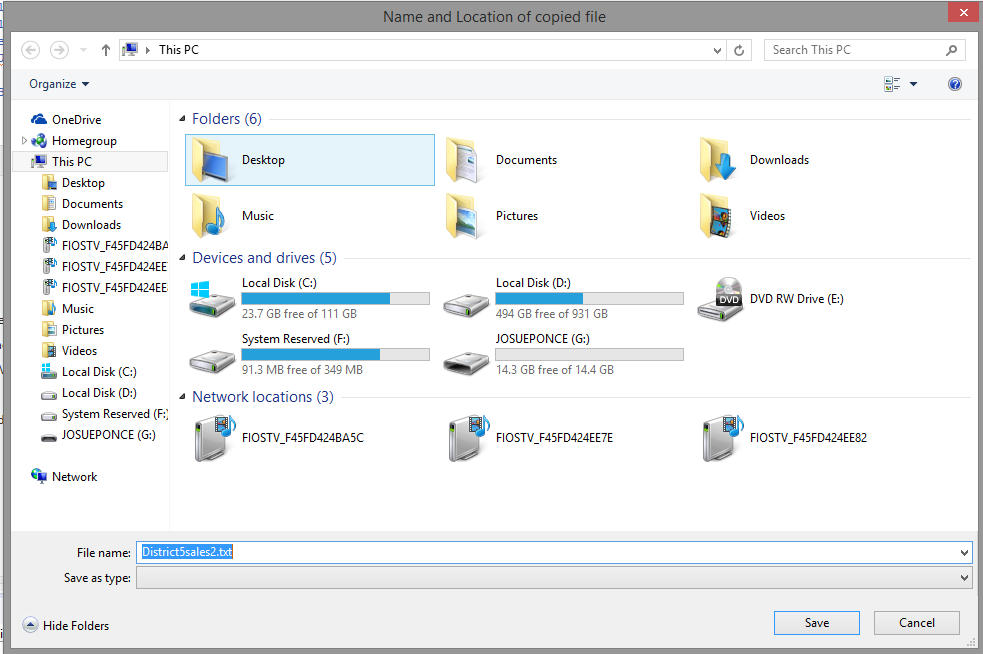 Name and Location of copied file
This PC
Search This PC
Organize
OneDrive
Homegroup
This PC
Desktop
Documents
Downloads
FIOSTV_F45FD424BA
FIOSTV_F45FD424EE
FIOSTV_F45FD424EE
Music
Pictures
Videos
Local Disk (C:)
Local Disk (D:)
System Reserved (F:)
JOSUEPONCE (G:)
Network
Folders (6)
Desktop
Documents
Downloads
Music
Pictures
Videos
Devices and drives (5)
Local Disk (C:)
23.7 GB free of 111 GB
Local Disk (D:)
494 GB free of 931 GB
DVD
DVD RW Drive (E:)
System Reserved (F:)
91.3 MB free of 349 MB
JOSUEPONCE (G:)
14.3 GB free of 14.4 GB
Network locations (3)
FIOSTV_F45FD424BA5C
FIOSTV_F45FD424EE7E
FIOSTV_F45FD424EE82
File name: District5sales2.txt
Save as type:
Hide Folders
Save
Cancel